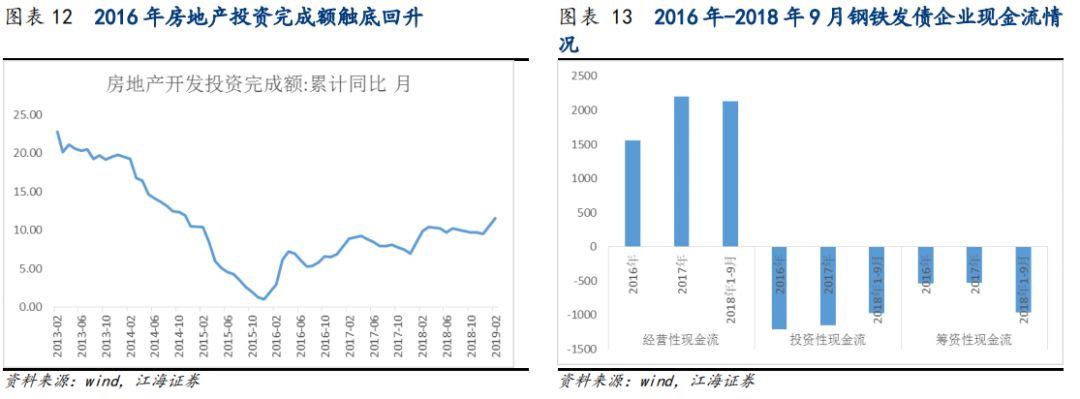 图表 12 2016 年房地产投资完成额触底回升
房地产开发投资完成额:累计同比 月
25.00
20.00
15.00
10.00
5.00
0.00
2013-02
2013-06
2013-10
2014-02
2014-06
2014-10
2015-02
2015-06
2015-10
2016-02
2016-06
2016-10
2017-02
2017-06
2017-10
2018-02
2018-06
2018-10
2019-02
资料来源：wind，江海证券
图表 13 2016 年-2018 年 9 月钢铁发债企业现金流情
况
2500
2000
1500
1000
500
0
-500
-1000
-1500
2016年
2017年
2018年1-9月
2016年
2017年
2018年1-9月
2016年
2017年
2018年1-9月
经营性现金流
投资性现金流
筹资性现金流
资料来源：wind，江海证券